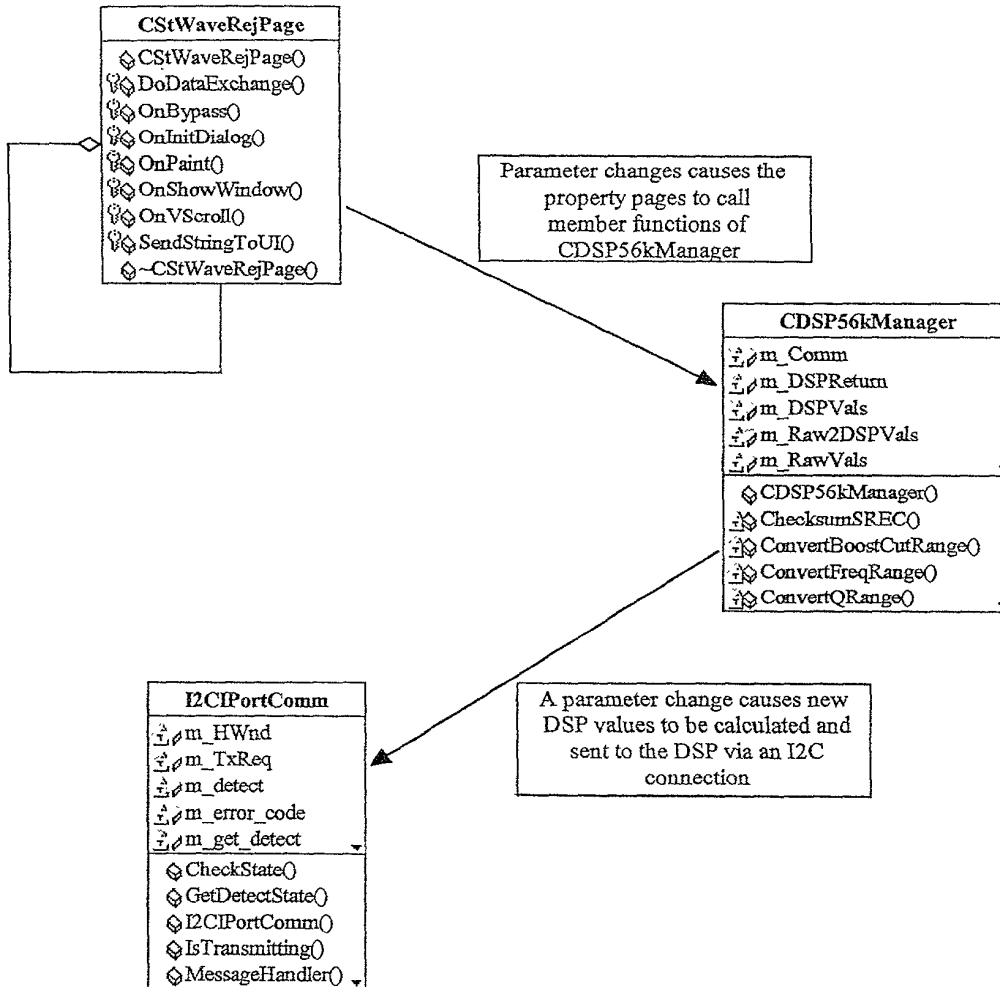 CStWaveRejPage
CStWaveRejPage()
DoDataExchange()
OnBypass()
OnInitDialog()
OnPaint()
OnShowWindow()
OnVScroll()
SendStringToUI()
~CStWaveRejPage()
Parameter changes causes the
property pages to call
member functions of
CDSP56kManager
CDSP56kManager
m_Comm
m_DSPReturn
m_DSPVals
m_Raw2DSPVals
m_RawVals
CDSP56kManager()
ChecksumSREC()
ConvertBoostCutRange()
ConvertFreqRange()
ConvertQRange()
I2CIPortComm
m_HWnd
m_TxReq
m_detect
m_error_code
m_get_detect
CheckState()
GetDetectState()
I2CIPortComm()
IsTransmitting()
MessageHandler()
A parameter change causes new
DSP values to be calculated and
sent to the DSP via an I2C
connection